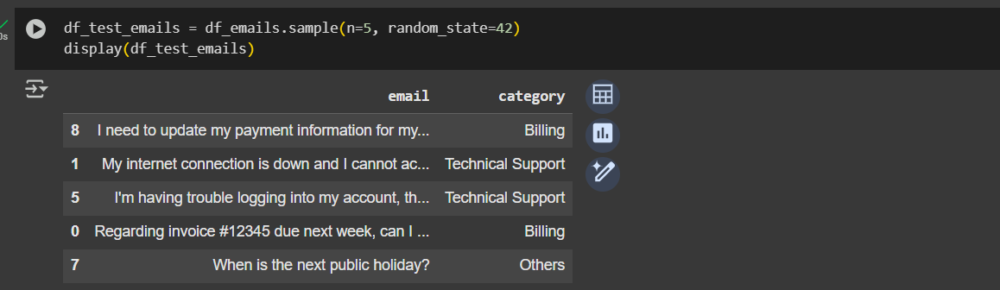 df_test_emails = df_emails.sample(n=5, random_state=42)
0s
display(df_test_emails)
email category
8 I need to update my payment information for my... Billing
1 My internet connection is down and I cannot ac... Technical Support
5 I'm having trouble logging into my account, th... Technical Support
0 Regarding invoice #12345 due next week, can I ... Billing
7 When is the next public holiday? Others